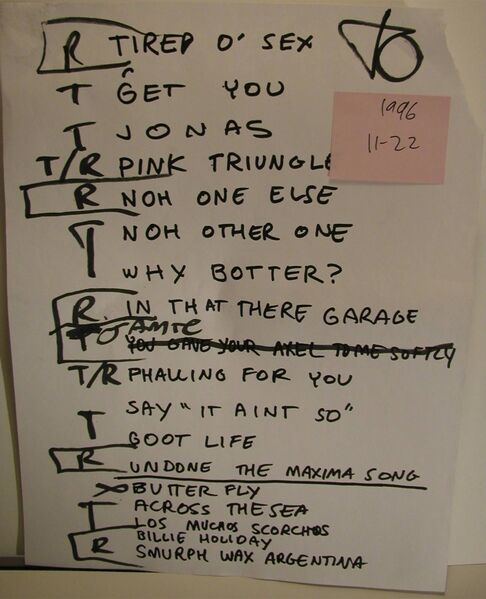 R TIRED O' SEX
T GET YOU
1996
11-22
T JONAS
T/R PINK TRIUNGLE
R NOH ONE ELSE
T NOH OTHER ONE
WHY BOTTER?
R. IN THAT THERE GARAGE
JAMIE
YOU GAVE YOUR AXEL TO ME SOFTLY
T/R PHALLING FOR YOU
T SAY "IT AINT SO"
GOOT LIFE
R UNDONE THE MAXIMA SONG
BUTTER FLY
T ACROSS THE SEA
LOS MUCHOS SCORCHOS
R BILLIE HOLIDAY
SMURPH WAX ARGENTINA